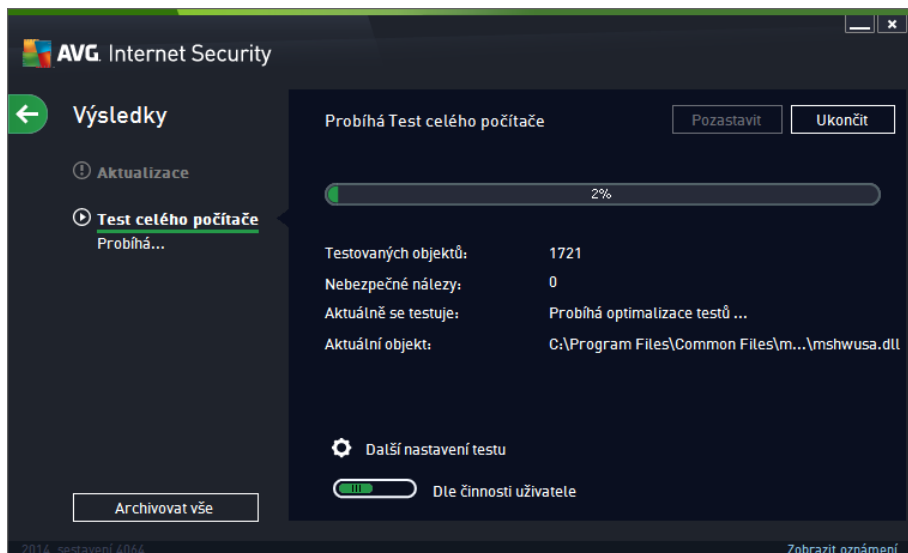 AVG. Internet Security
Výsledky
Aktualizace
Test celého počítače
Probíhá...
Archivovat vše
Probíhá Test celého počítače
Pozastavit
Ukončit
2%
Testovaných objektů: 1721
Nebezpečné nálezy: 0
Aktuálně se testuje: Probíhá optimalizace testů ...
Aktuální objekt: C:\Program Files\Common Files\m...\mshwusa.dll
Další nastavení testu
Dle činnosti uživatele
2014, sestavení 4064
Zobrazit oznámení